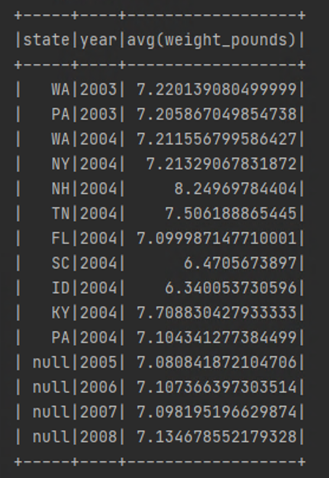 +-----+----+------------------+
|state|year|avg(weight_pounds)|
+-----+----+------------------+
|   WA|2003| 7.220139080499999|
|   PA|2003| 7.205867049854738|
|   WA|2004| 7.211556799586427|
|   NY|2004|  7.21329067831872|
|   NH|2004|     8.24969784404|
|   TN|2004|    7.506188865445|
|   FL|2004| 7.099987147710001|
|   SC|2004|      6.4705673897|
|   ID|2004|    6.340053730596|
|   KY|2004| 7.708830427933333|
|   PA|2004| 7.104341277384499|
| null|2005| 7.080841872104706|
| null|2006| 7.107366397303514|
| null|2007| 7.098195196629874|
| null|2008| 7.134678552179328|
+-----+----+------------------+